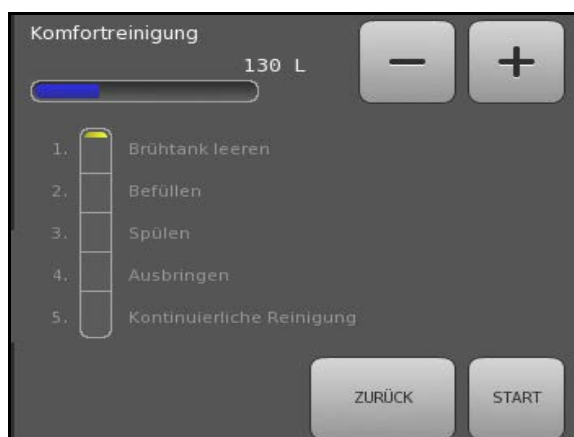 Komfortreinigung
130 L
− +
1. Brühtank leeren
2. Befüllen
3. Spülen
4. Ausbringen
5. Kontinuierliche Reinigung
ZURÜCK START